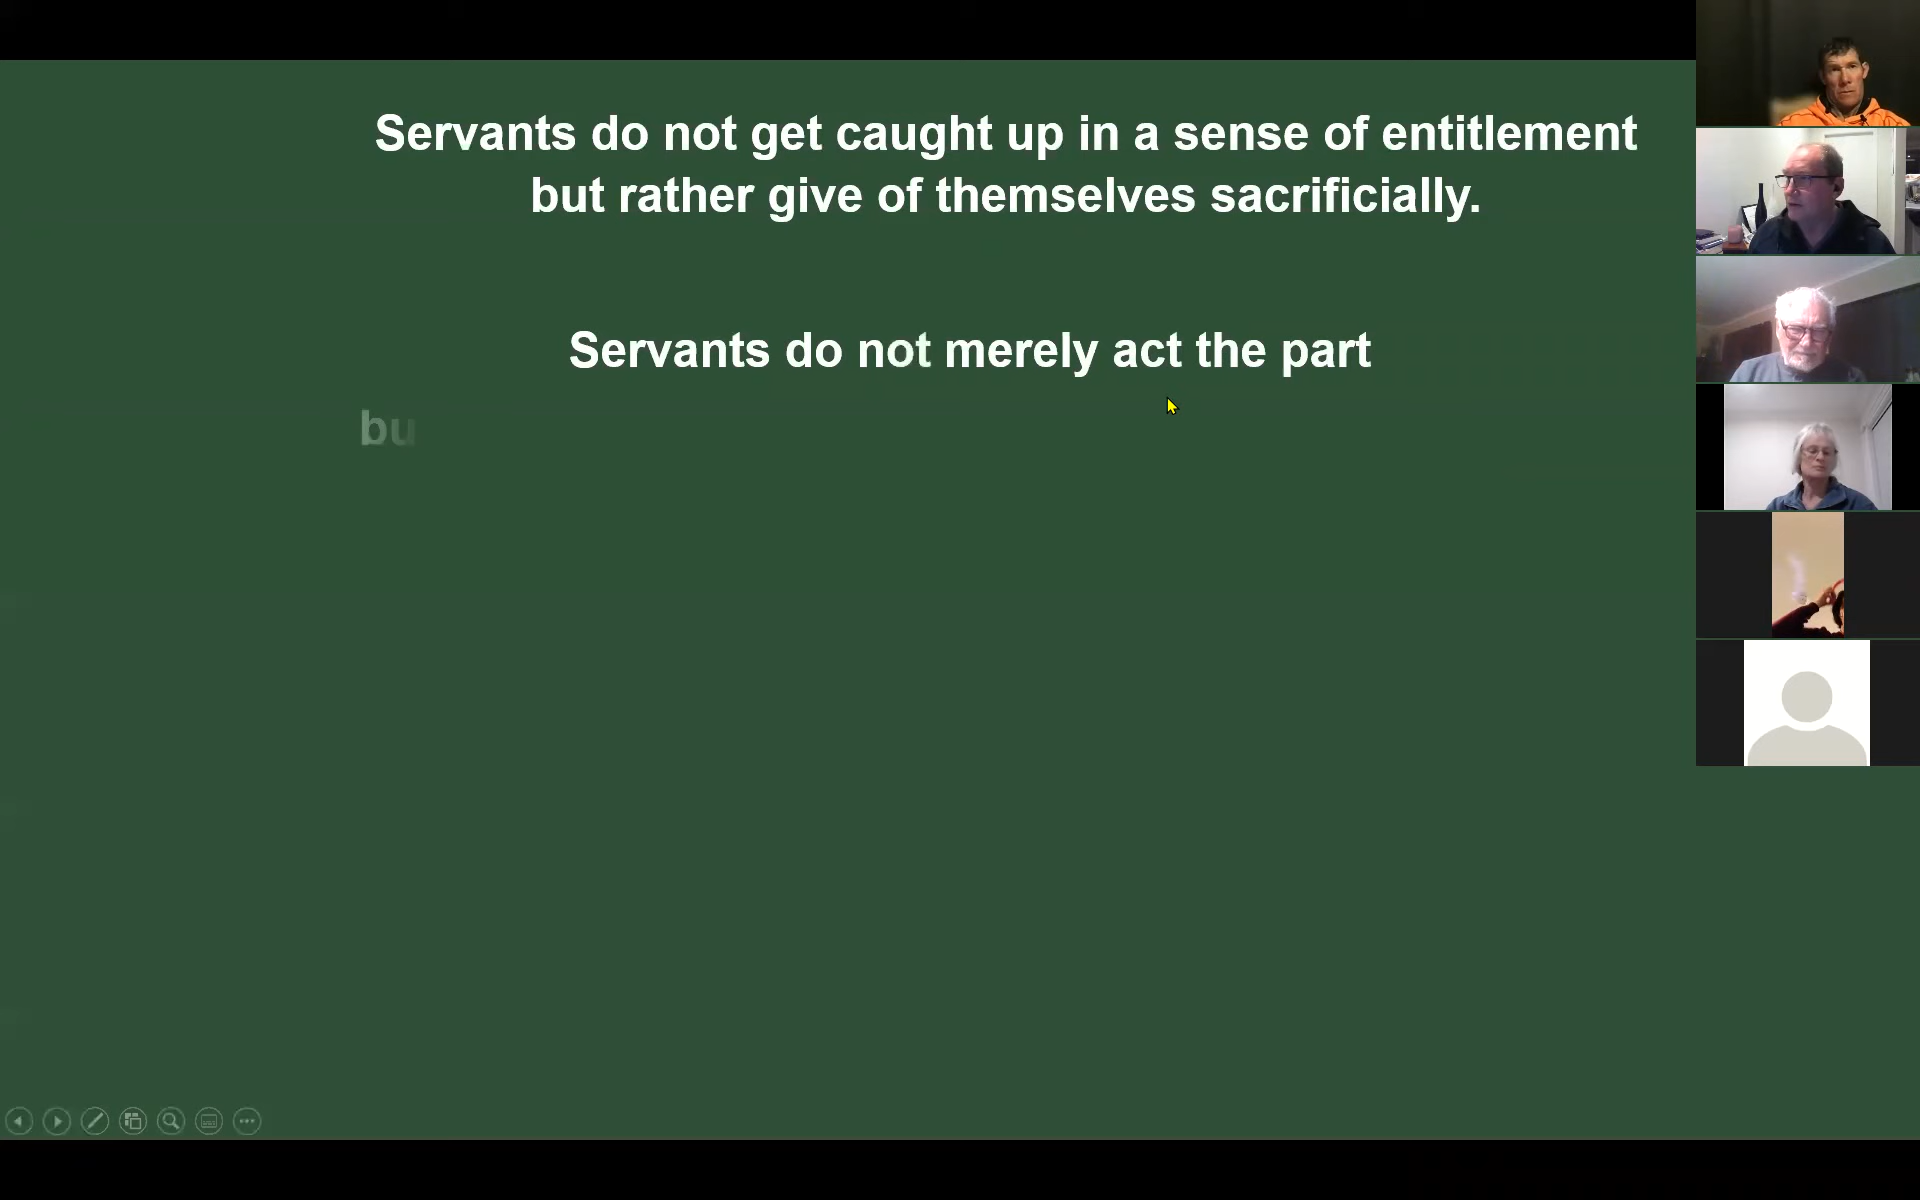 Servants do not get caught up in a sense of entitlement
but rather give of themselves sacrificially.
Servants do not merely act the part
bu